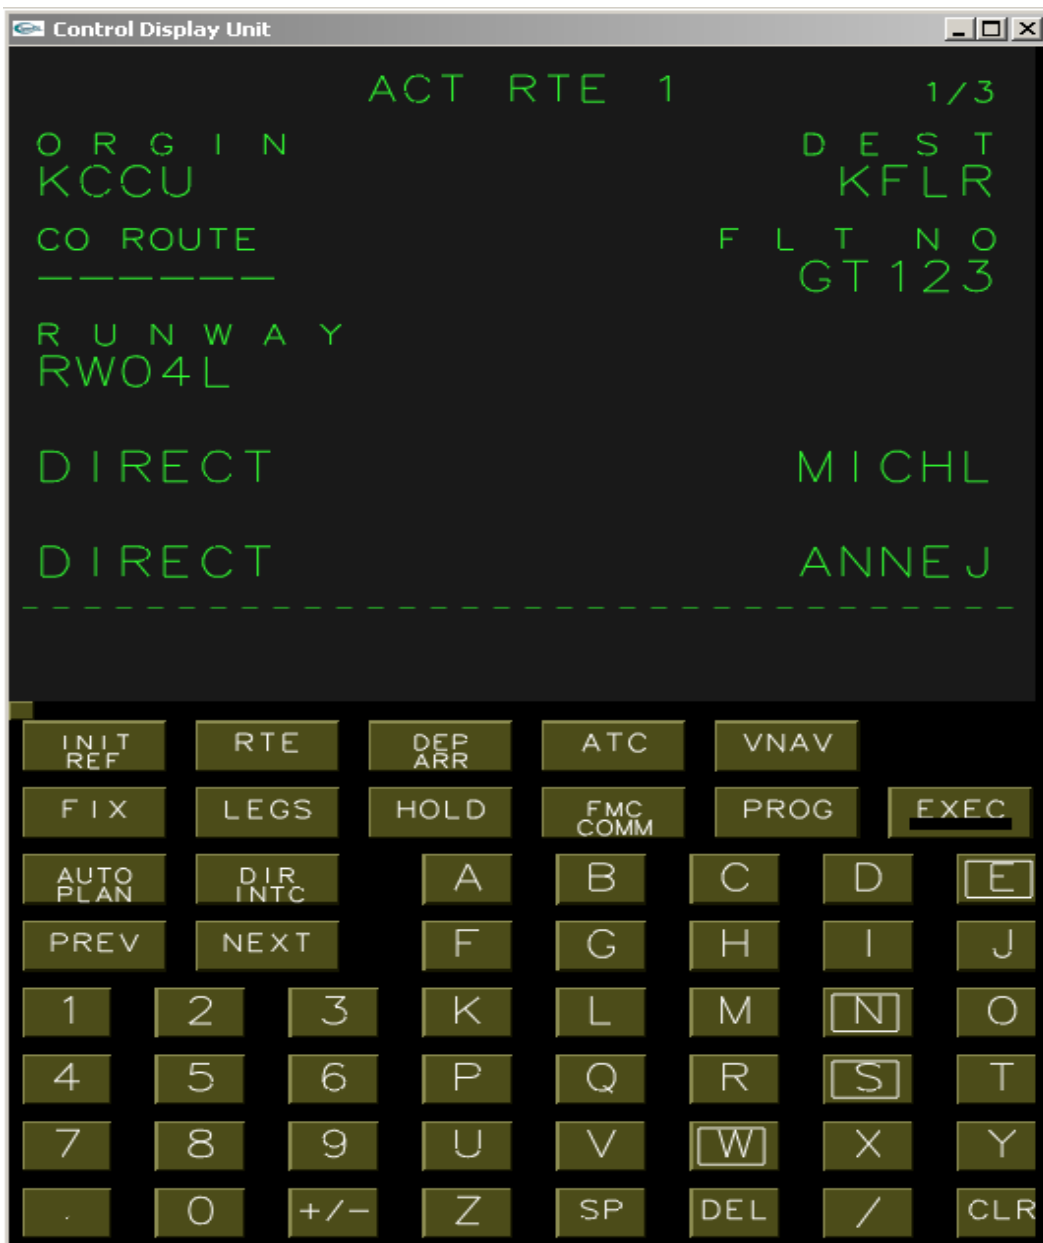 Control Display Unit
ACT RTE 1 1/3
ORGIN DEST
KCCU KFLR
CO ROUTE FLT NO
------ GT123
RUNWAY
RW04L
DIRECT MICHL
DIRECT ANNEJ
INIT REF RTE DEP ARR ATC VNAV
FIX LEGS HOLD FMC COMM PROG EXEC
AUTO PLAN DIR INTC A B C D E
PREV NEXT F G H I J
1 2 3 K L M N O
4 5 6 P Q R S T
7 8 9 U V W X Y
. 0 +/- Z SP DEL / CLR